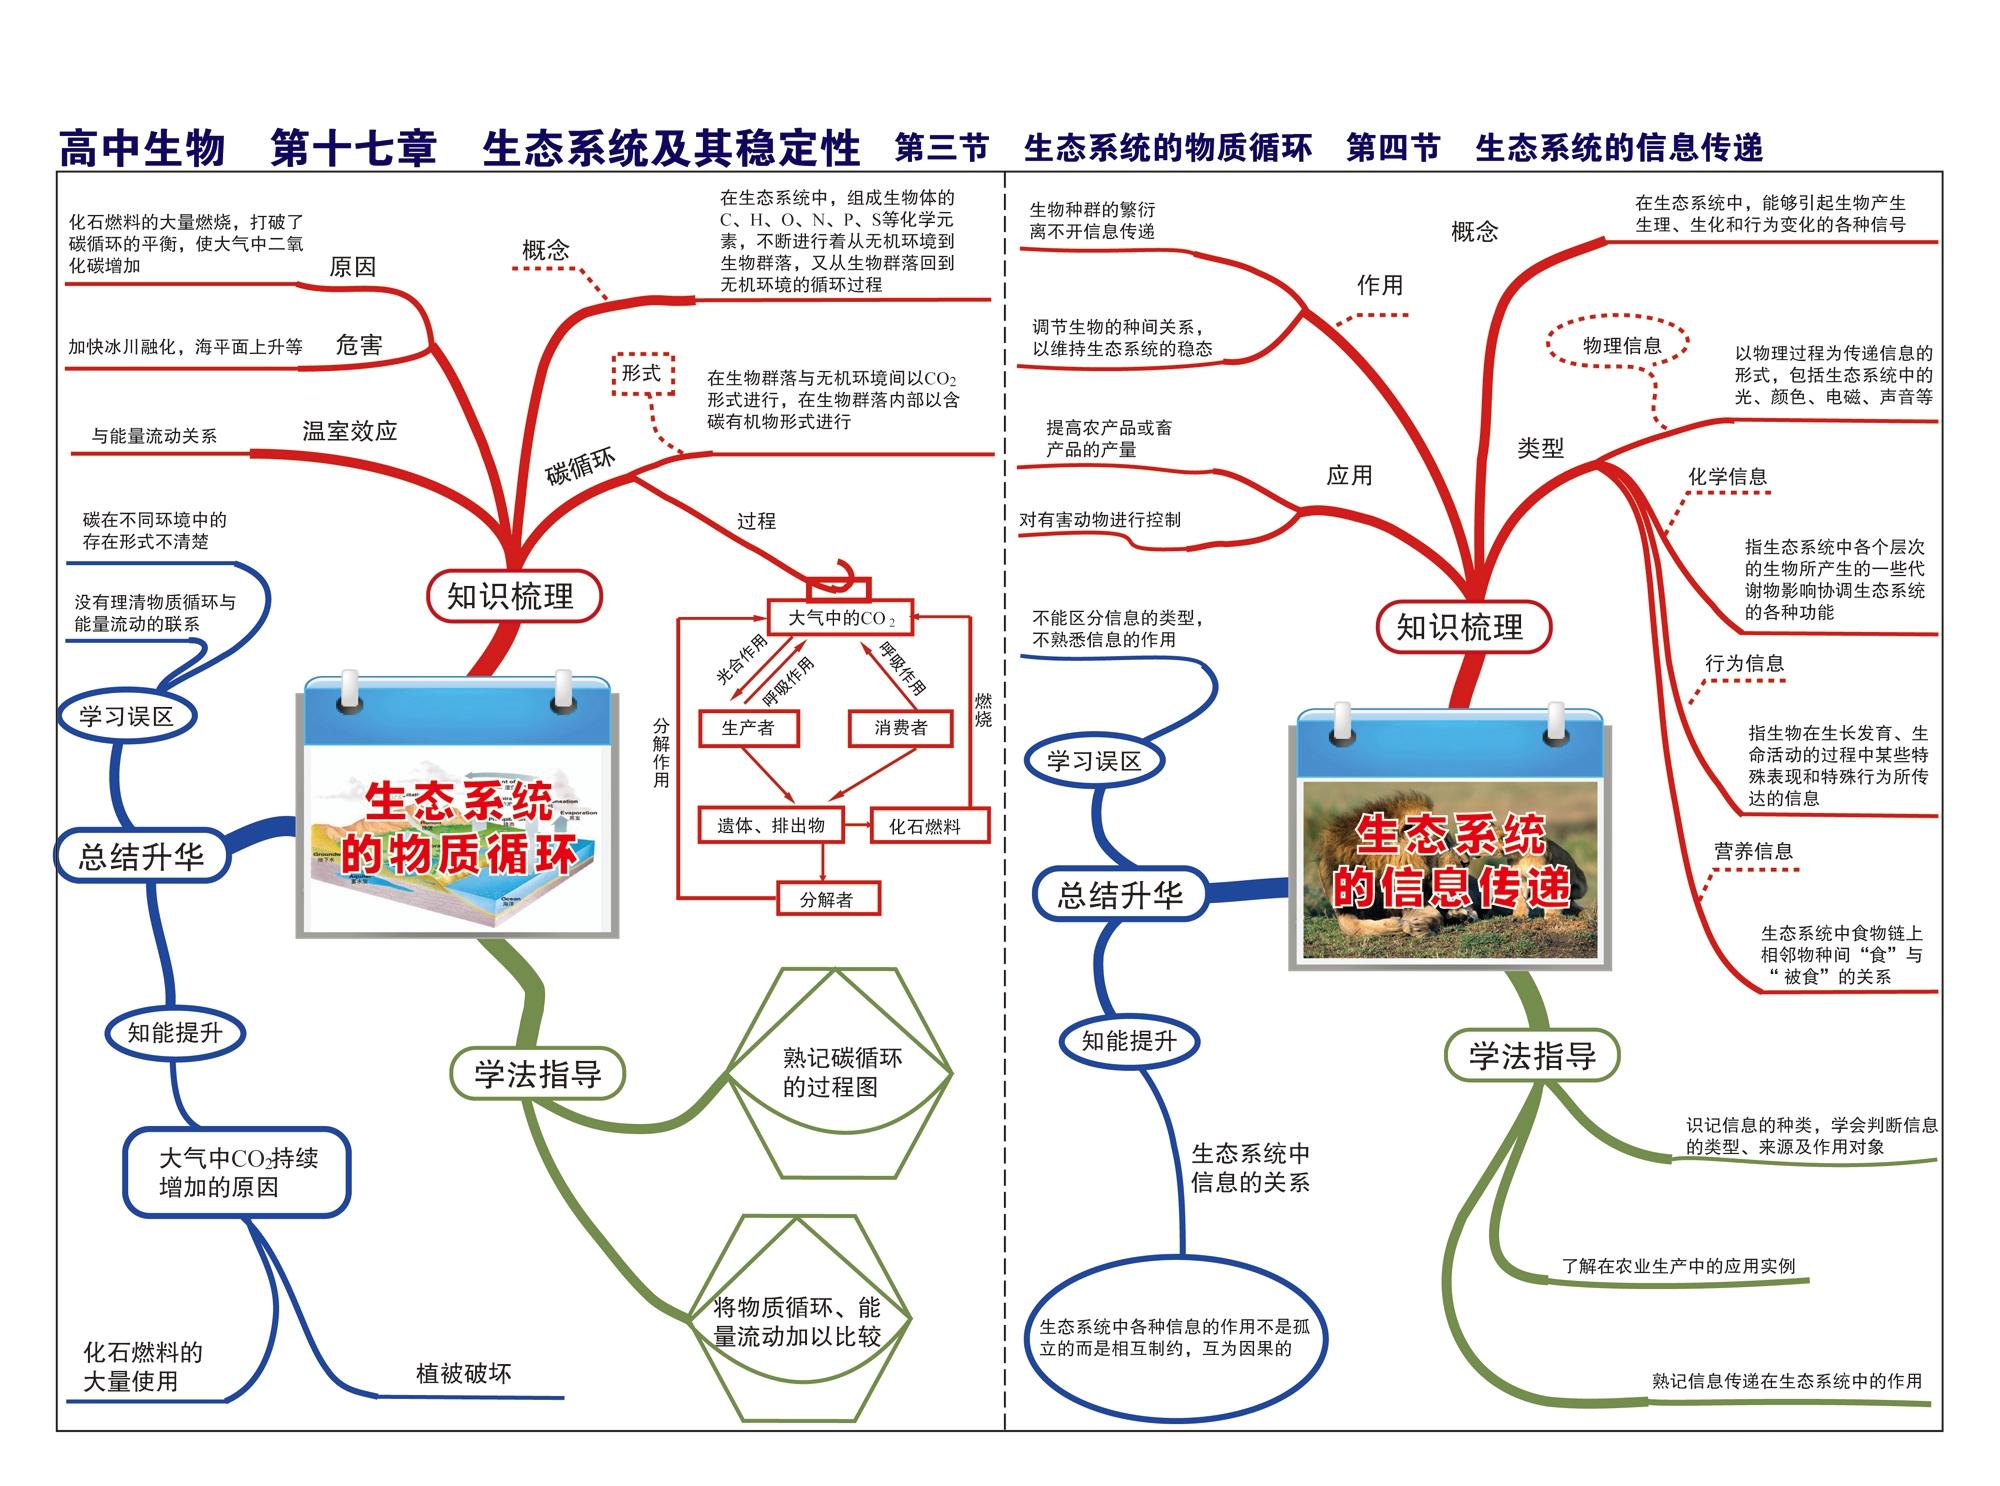 高中生物 第十七章 生态系统及其稳定性 第三节 生态系统的物质循环 第四节 生态系统的信息传递
化石燃料的大量燃烧，打破了
碳循环的平衡，使大气中二氧
化碳增加
原因
加快冰川融化，海平面上升等
危害
与能量流动关系
温室效应
概念
在生态系统中，组成生物体的
C、H、O、N、P、S等化学元
素，不断进行着从无机环境到
生物群落，又从生物群落回到
无机环境的循环过程
形式
在生物群落与无机环境间以CO₂
形式进行，在生物群落内部以含
碳有机物形式进行
碳循环
过程
知识梳理
大气中的CO₂
光合作用
呼吸作用
呼吸作用
燃烧
分解作用
生产者
消费者
遗体、排出物
化石燃料
分解者
碳在不同环境中的
存在形式不清楚
没有理清物质循环与
能量流动的联系
学习误区
总结升华
生态系统
的物质循环
Evaporation
Ocean
海洋
知能提升
大气中CO₂持续
增加的原因
化石燃料的
大量使用
植被破坏
学法指导
熟记碳循环
的过程图
将物质循环、能
量流动加以比较
生物种群的繁衍
离不开信息传递
调节生物的种间关系，
以维持生态系统的稳态
作用
提高农产品或畜
产品的产量
对有害动物进行控制
应用
概念
在生态系统中，能够引起生物产生
生理、生化和行为变化的各种信号
物理信息
以物理过程为传递信息的
形式，包括生态系统中的
光、颜色、电磁、声音等
类型
化学信息
指生态系统中各个层次
的生物所产生的一些代
谢物影响协调生态系统
的各种功能
行为信息
指生物在生长发育、生
命活动的过程中某些特
殊表现和特殊行为所传
达的信息
营养信息
生态系统中食物链上
相邻物种间“食”与
“被食”的关系
知识梳理
不能区分信息的类型，
不熟悉信息的作用
学习误区
总结升华
生态系统
的信息传递
知能提升
生态系统中
信息的关系
生态系统中各种信息的作用不是孤
立的而是相互制约，互为因果的
学法指导
识记信息的种类，学会判断信息
的类型、来源及作用对象
了解在农业生产中的应用实例
熟记信息传递在生态系统中的作用